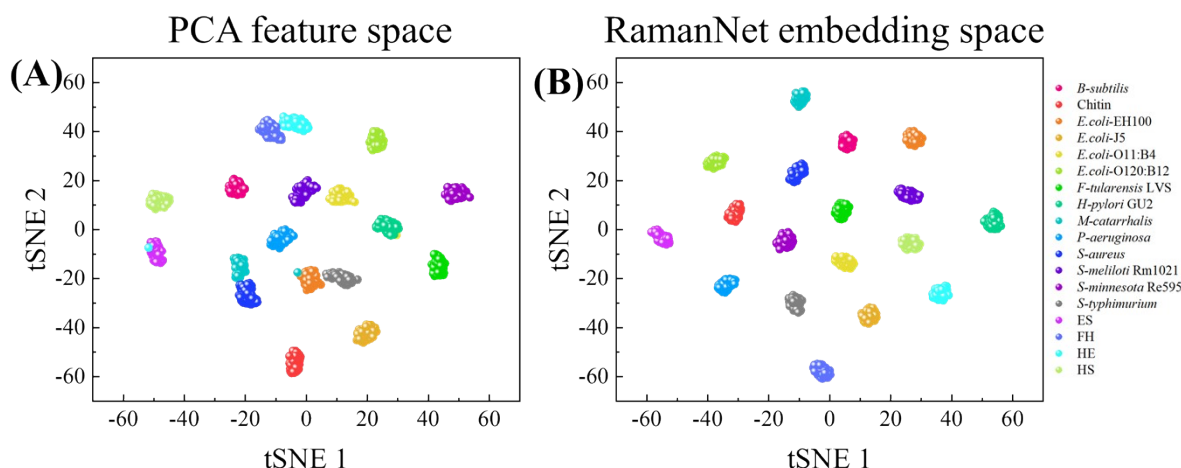 PCA feature space
RamanNet embedding space
(A)
60
40
20
0
-20
-40
-60
-60
-40
-20
0
20
40
60
tSNE 1
tSNE 2
(B)
60
40
20
0
-20
-40
-60
-60
-40
-20
0
20
40
60
tSNE 1
tSNE 2
B-subtilis
Chitin
E.coli-EH100
E.coli-J5
E.coli-O11:B4
E.coli-O120:B12
F-tularensis LVS
H-pylori GU2
M-catarrhalis
P-aeruginosa
S-aureus
S-meliloti Rm1021
S-minnesota Re595
S-typhimurium
ES
FH
HE
HS